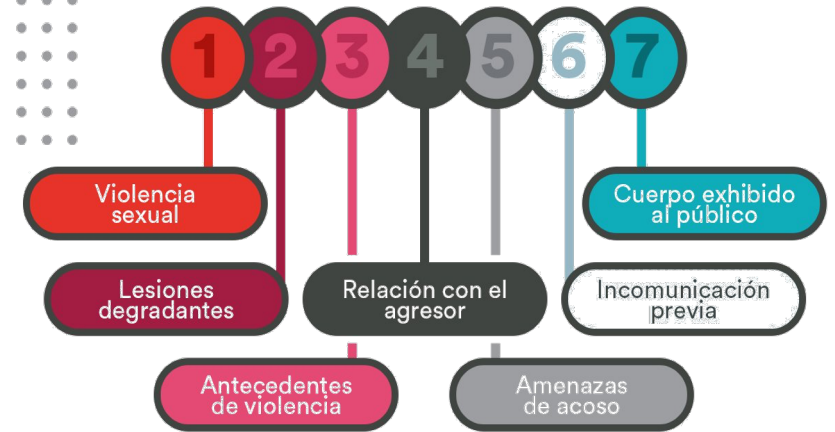 1 2 3 4 5 6 7
Violencia
sexual
Cuerpo exhibido
al público
Lesiones
degradantes
Relación con el
agresor
Incomunicación
previa
Antecedentes
de violencia
Amenazas
de acoso